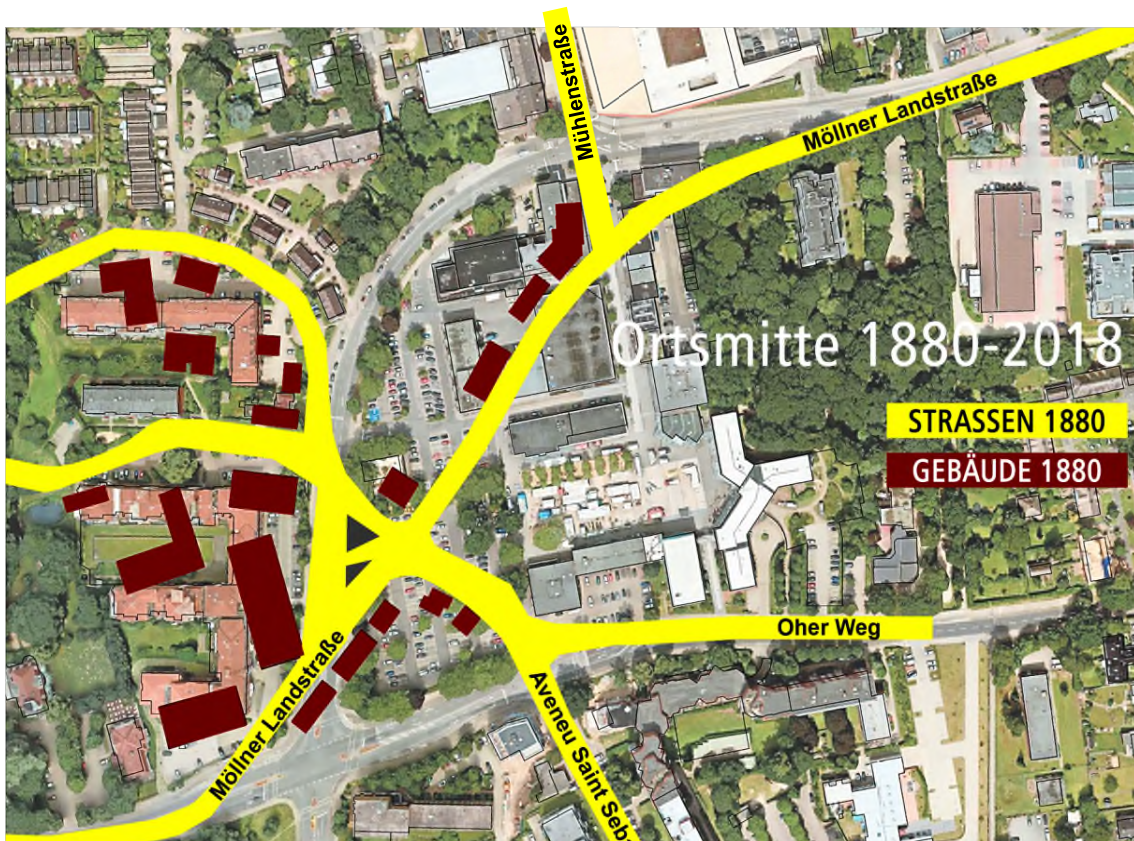 Mühlenstraße
Möllner Landstraße
Ortsmitte 1880-2018
STRASSEN 1880
GEBÄUDE 1880
Oher Weg
Möllner Landstraße
Aveneu Saint Seb